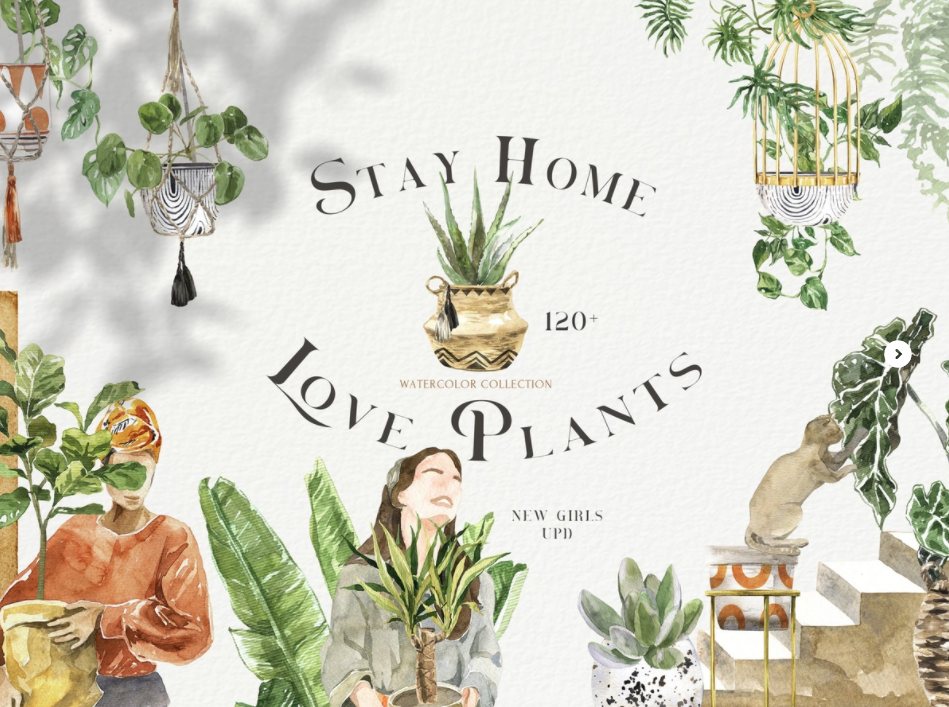 STAY HOME
120+
WATERCOLOR COLLECTION
LOVE PLANTS
NEW GIRLS
UPD